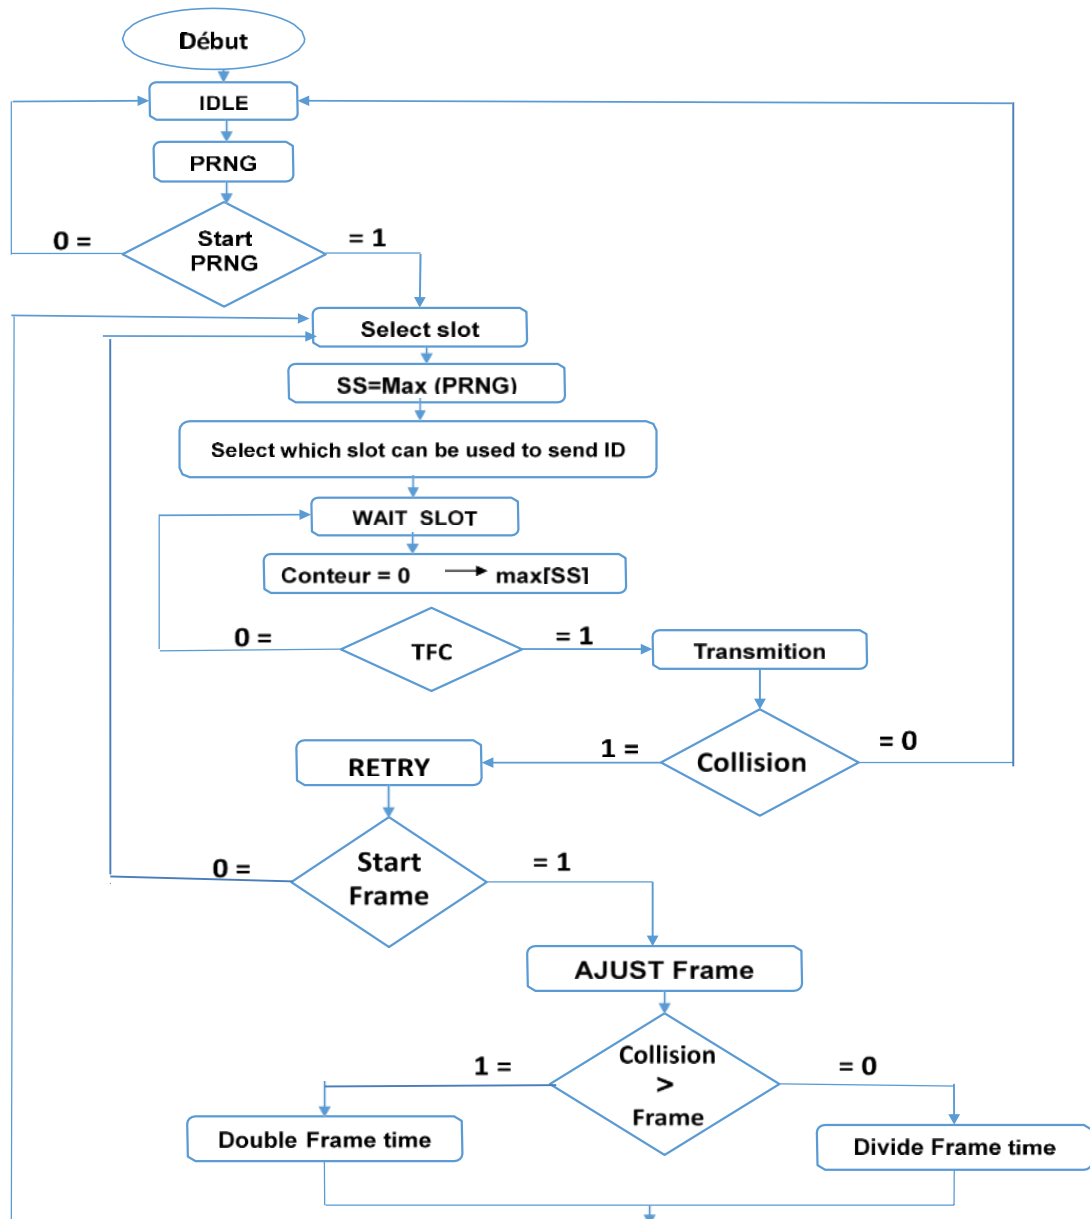 Début
IDLE
PRNG
0 =
Start
PRNG
= 1
Select slot
SS=Max (PRNG)
Select which slot can be used to send ID
WAIT SLOT
Conteur = 0 → max[SS]
0 =
TFC
= 1
Transmition
1 =
Collision
= 0
RETRY
0 =
Start
Frame
= 1
AJUST Frame
1 =
Collision
>
Frame
= 0
Double Frame time
Divide Frame time